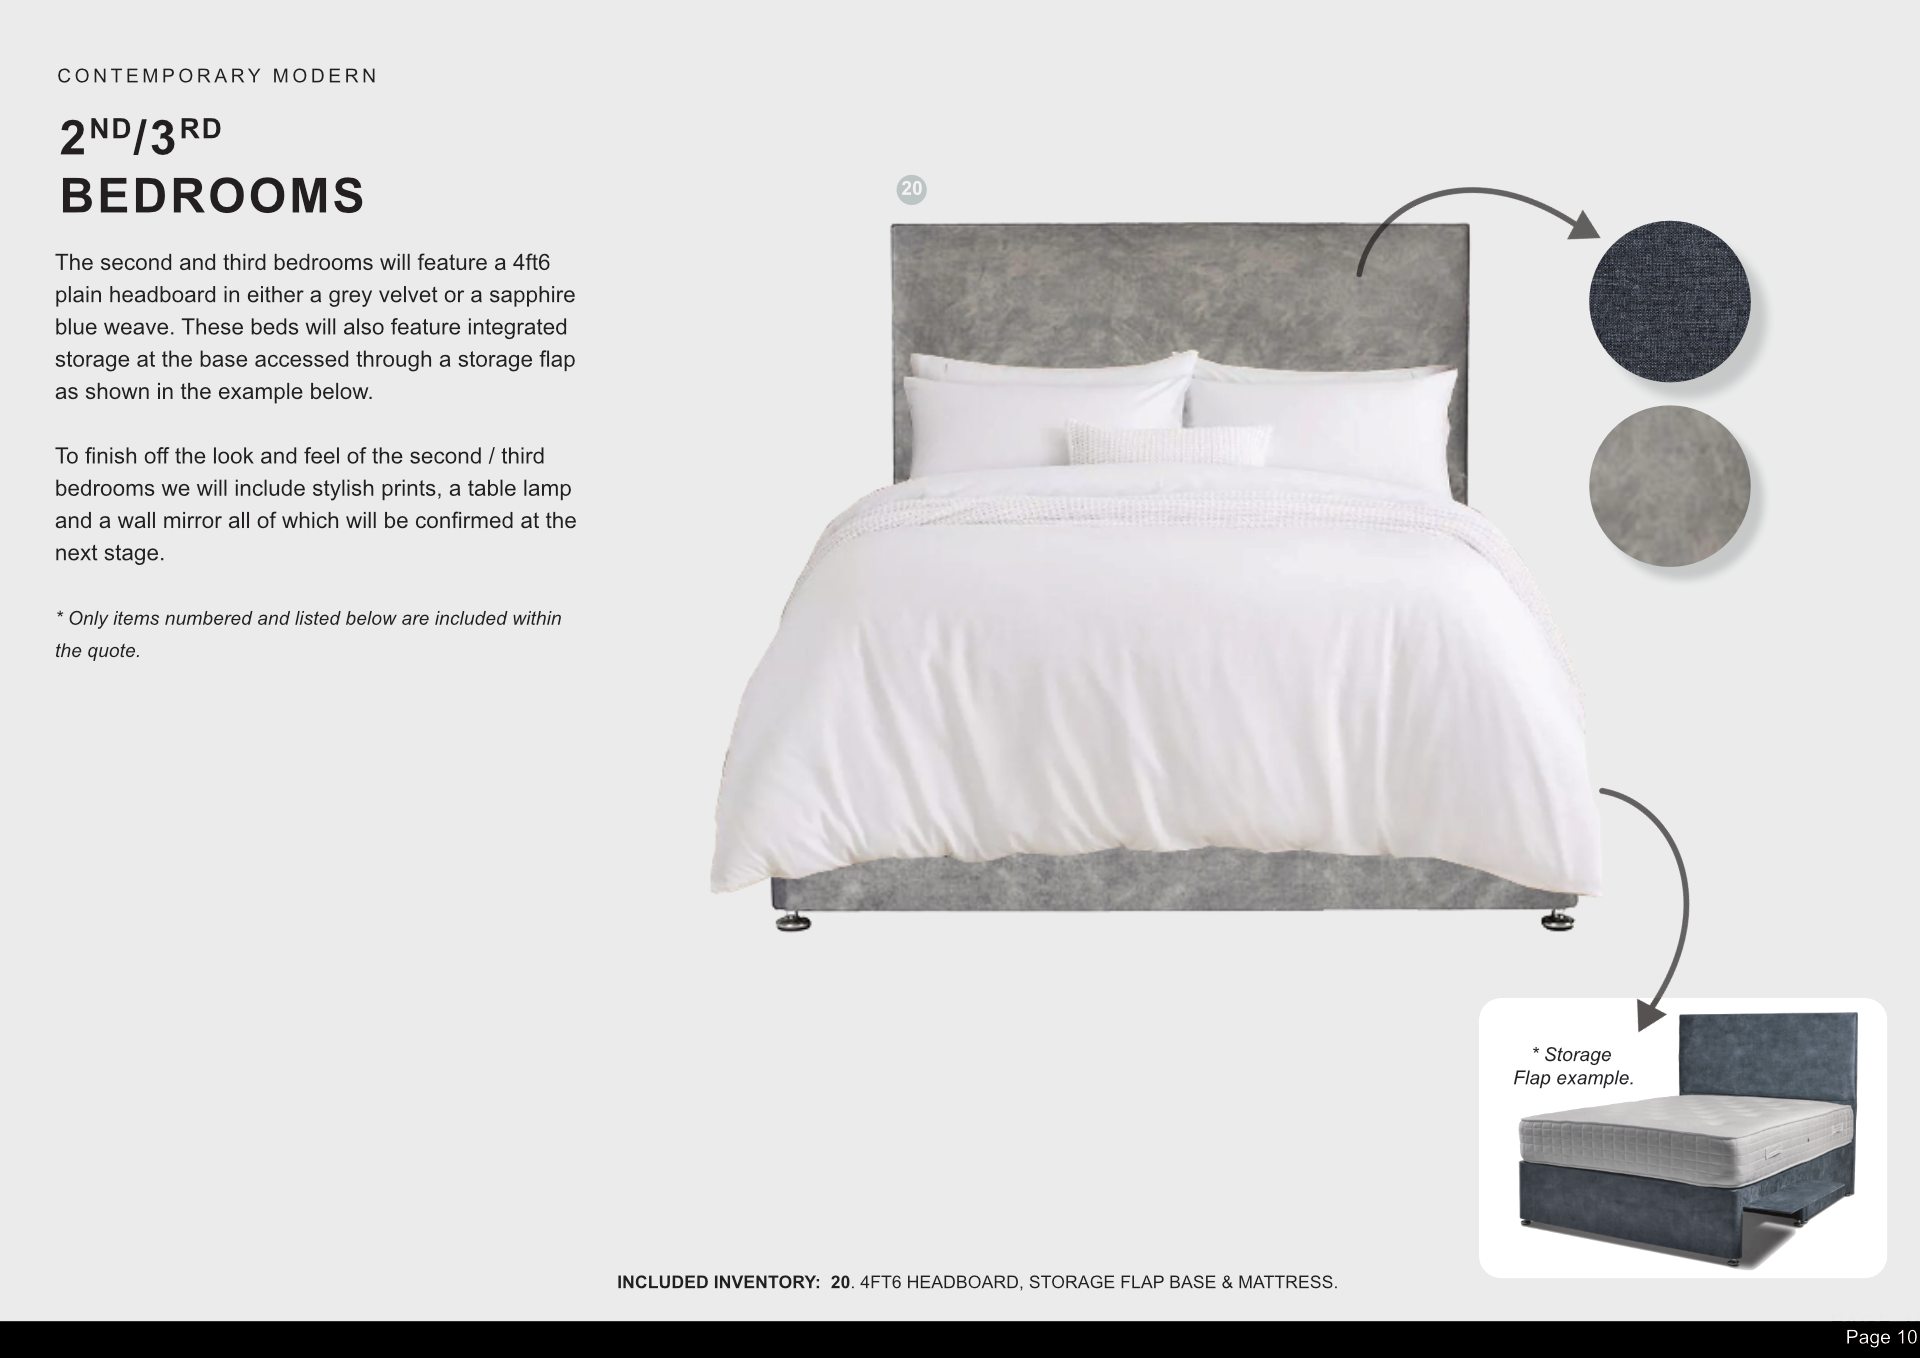 CONTEMPORARY MODERN
2ND/3RD
BEDROOMS
The second and third bedrooms will feature a 4ft6
plain headboard in either a grey velvet or a sapphire
blue weave. These beds will also feature integrated
storage at the base accessed through a storage flap
as shown in the example below.
To finish off the look and feel of the second / third
bedrooms we will include stylish prints, a table lamp
and a wall mirror all of which will be confirmed at the
next stage.
* Only items numbered and listed below are included within
the quote.
20
* Storage
Flap example.
INCLUDED INVENTORY: 20. 4FT6 HEADBOARD, STORAGE FLAP BASE & MATTRESS.
Page 10